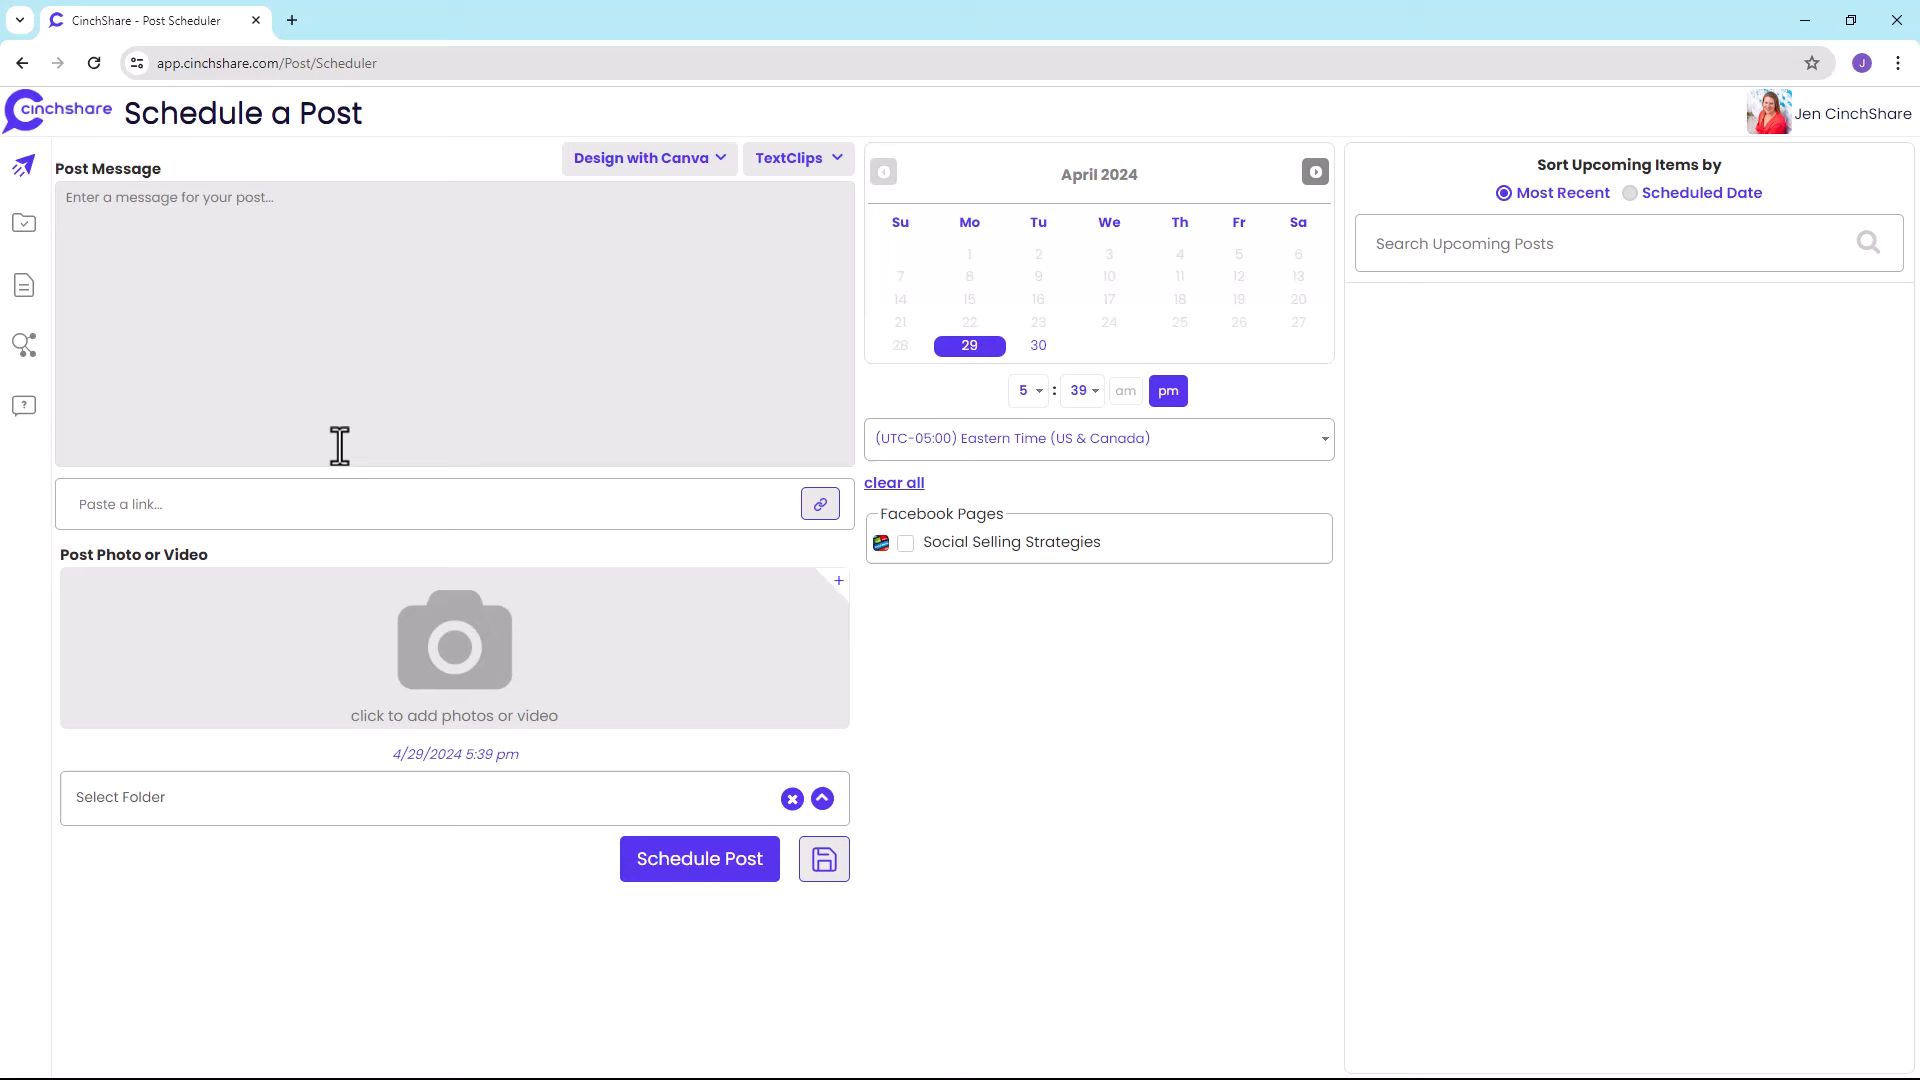 CinchShare - Post Scheduler
app.cinchshare.com/Post/Scheduler
J
cinchshare
Schedule a Post
Jen CinchShare
Post Message
Design with Canva
TextClips
Enter a message for your post...
Paste a link...
Post Photo or Video
+
click to add photos or video
4/29/2024 5:39 pm
Select Folder
Schedule Post
April 2024
Su Mo Tu We Th Fr Sa
1 2 3 4 5 6
7 8 9 10 11 12 13
14 15 16 17 18 19 20
21 22 23 24 25 26 27
28 29 30
5 : 39 am pm
(UTC-05:00) Eastern Time (US & Canada)
clear all
Facebook Pages
Social Selling Strategies
Sort Upcoming Items by
Most Recent Scheduled Date
Search Upcoming Posts